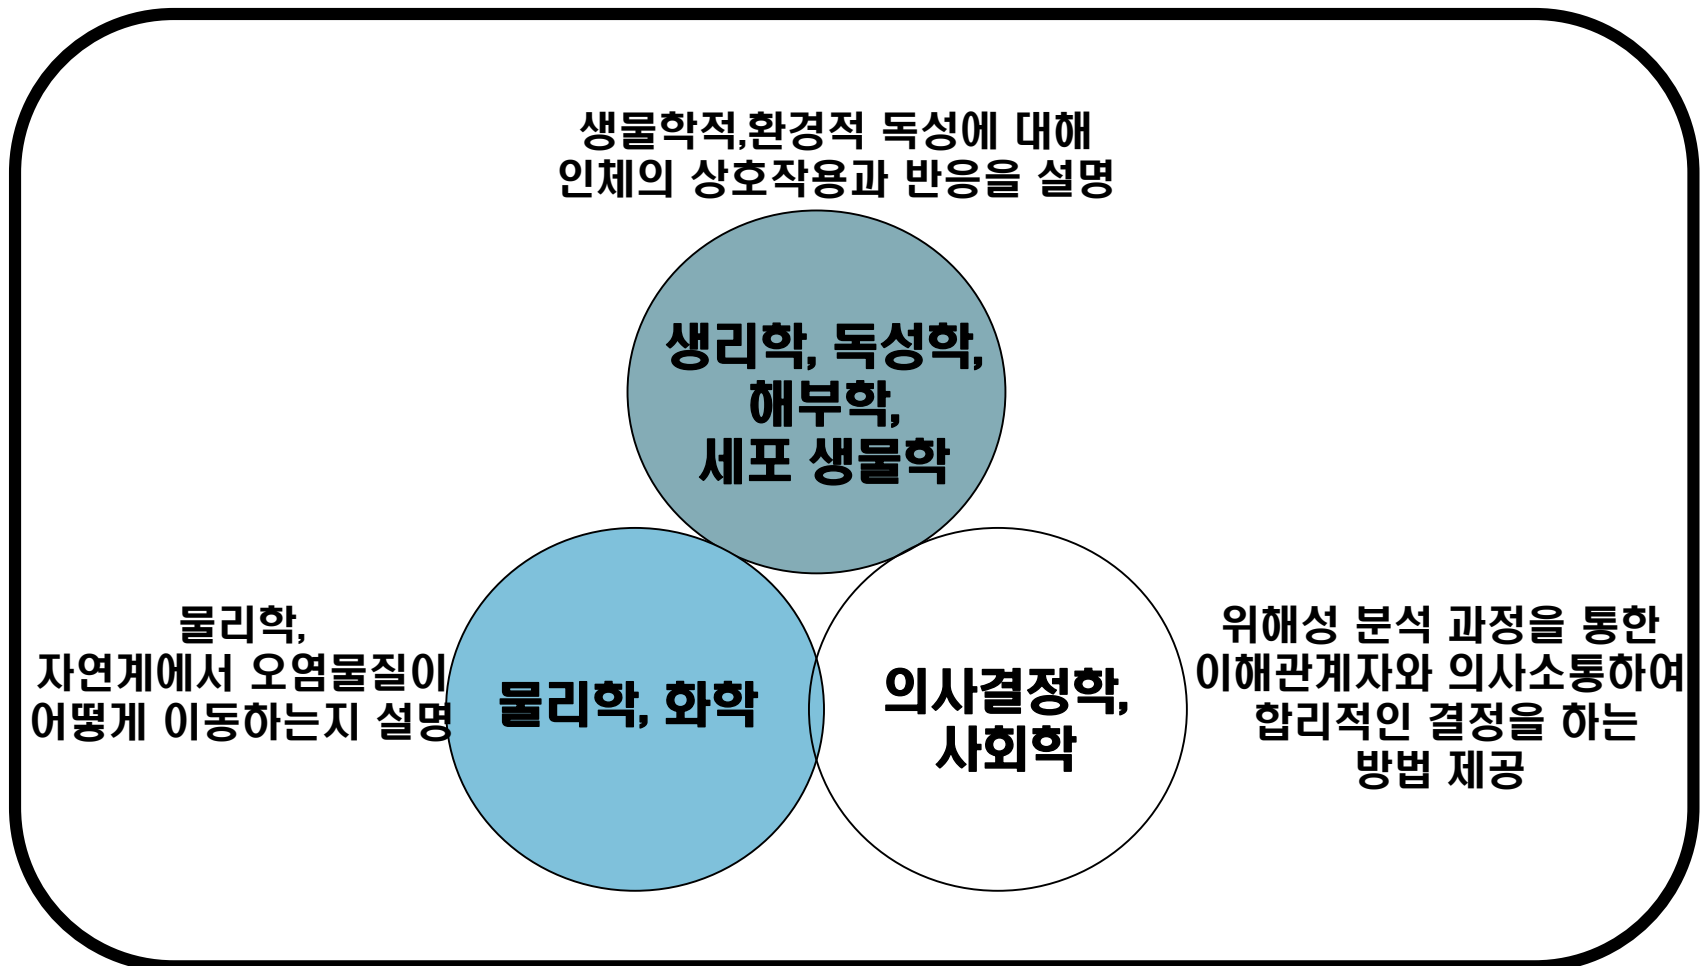 생물학적,환경적 독성에 대해
인체의 상호작용과 반응을 설명
생리학, 독성학,
해부학,
세포 생물학
물리학,
자연계에서 오염물질이
어떻게 이동하는지 설명
물리학, 화학
의사결정학,
사회학
위해성 분석 과정을 통한
이해관계자와 의사소통하여
합리적인 결정을 하는
방법 제공